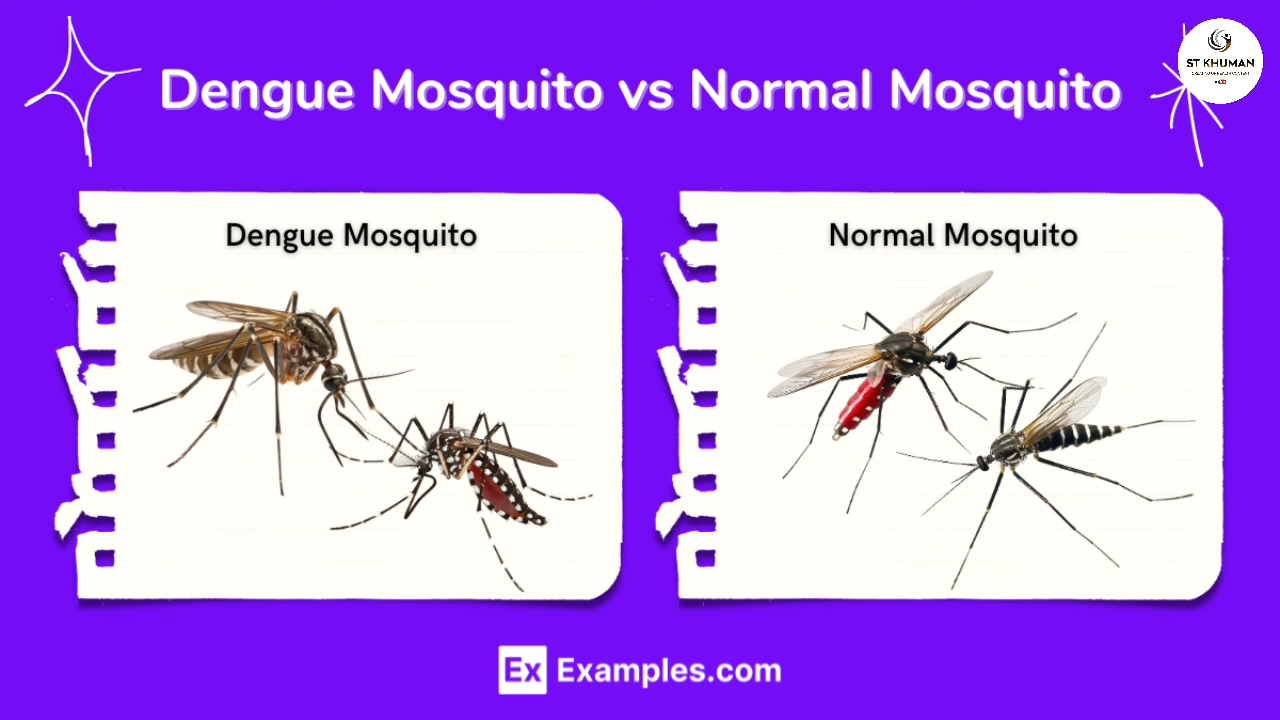 Dengue Mosquito vs Normal Mosquito
ST KHUMAN
Dengue Mosquito
Normal Mosquito
Ex Examples.com